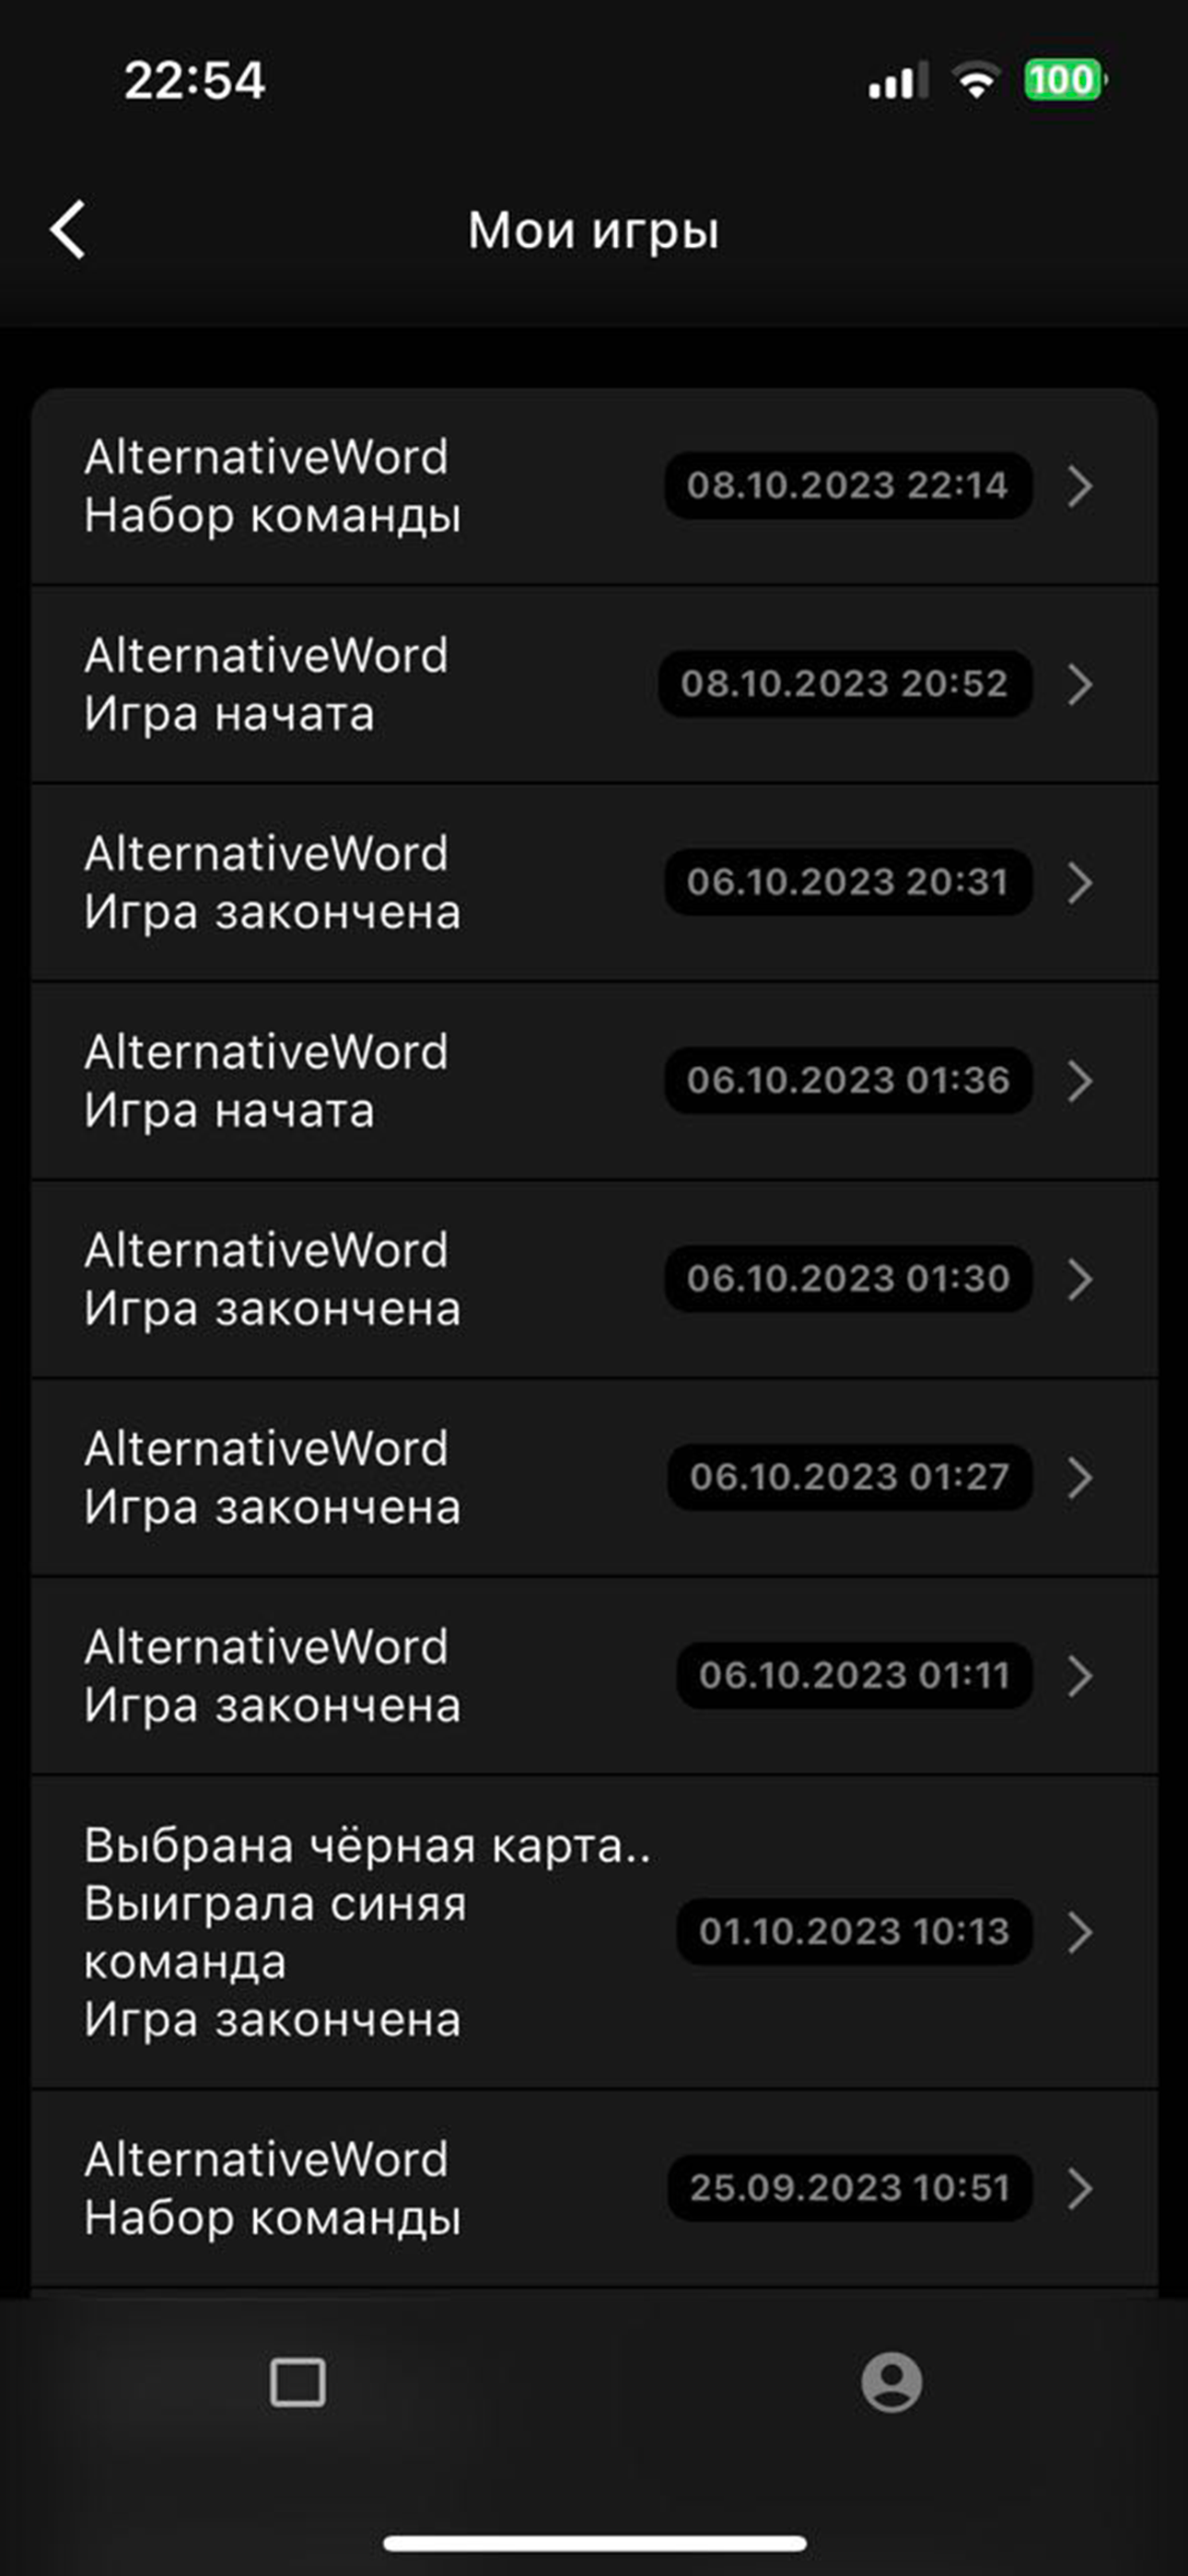 22:54
100
Мои игры
AlternativeWord
Набор команды
08.10.2023 22:14
AlternativeWord
Игра начата
08.10.2023 20:52
AlternativeWord
Игра закончена
06.10.2023 20:31
AlternativeWord
Игра начата
06.10.2023 01:36
AlternativeWord
Игра закончена
06.10.2023 01:30
AlternativeWord
Игра закончена
06.10.2023 01:27
AlternativeWord
Игра закончена
06.10.2023 01:11
Выбрана чёрная карта..
Выиграла синяя
команда
Игра закончена
01.10.2023 10:13
AlternativeWord
Набор команды
25.09.2023 10:51